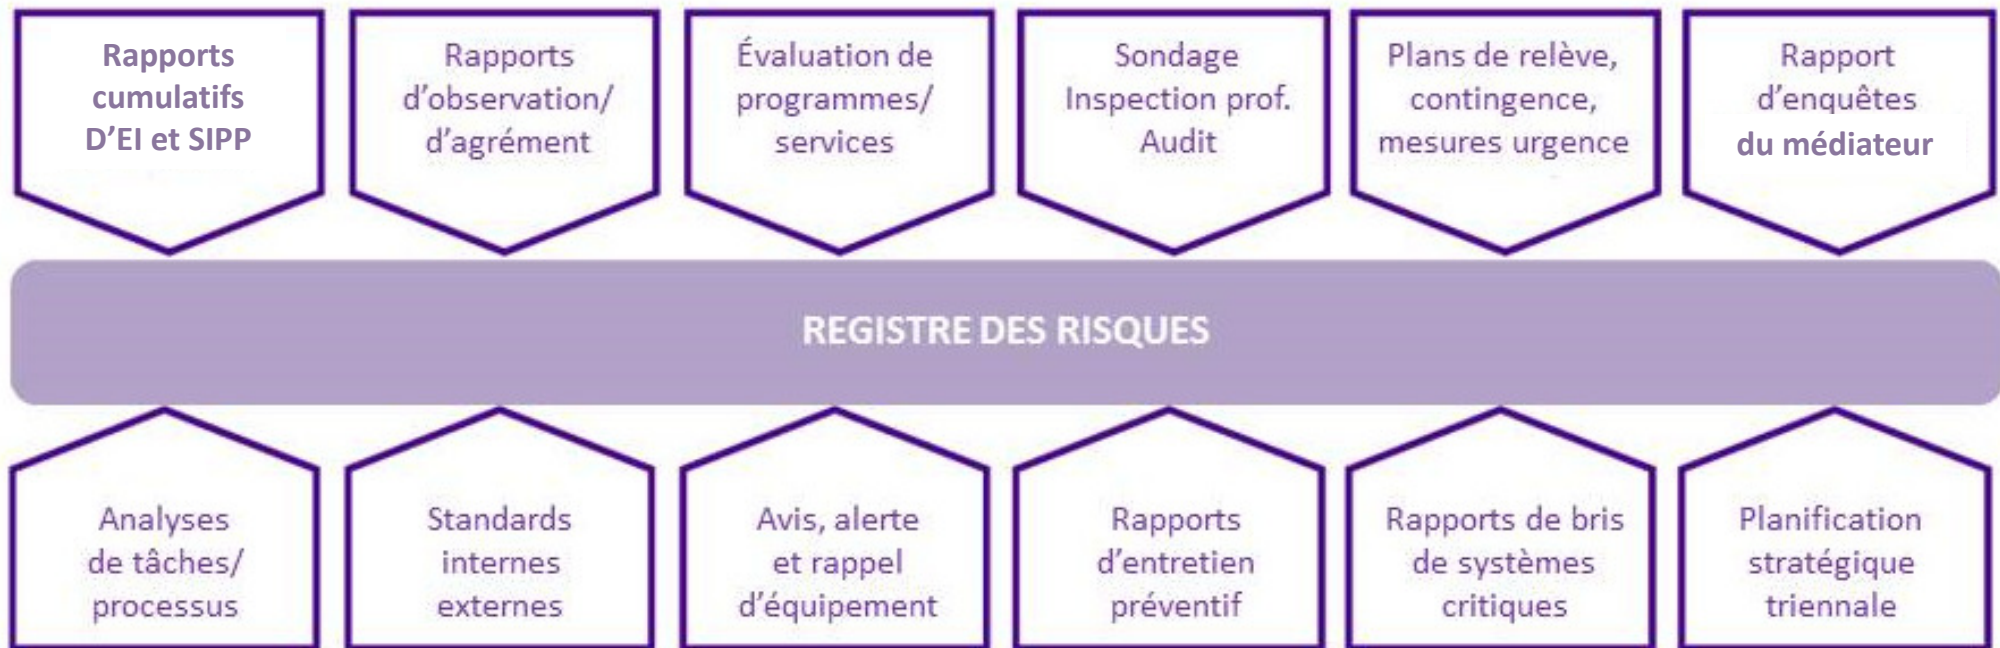 Rapports
cumulatifs
D'EI et SIPP
Rapports
d'observation/
d'agrément
Évaluation de
programmes/
services
Sondage
Inspection prof.
Audit
Plans de relève,
contingence,
mesures urgence
Rapport
d'enquêtes
du médiateur
REGISTRE DES RISQUES
Analyses
de tâches/
processus
Standards
internes
externes
Avis, alerte
et rappel
d'équipement
Rapports
d'entretien
préventif
Rapports de bris
de systèmes
critiques
Planification
stratégique
triennale